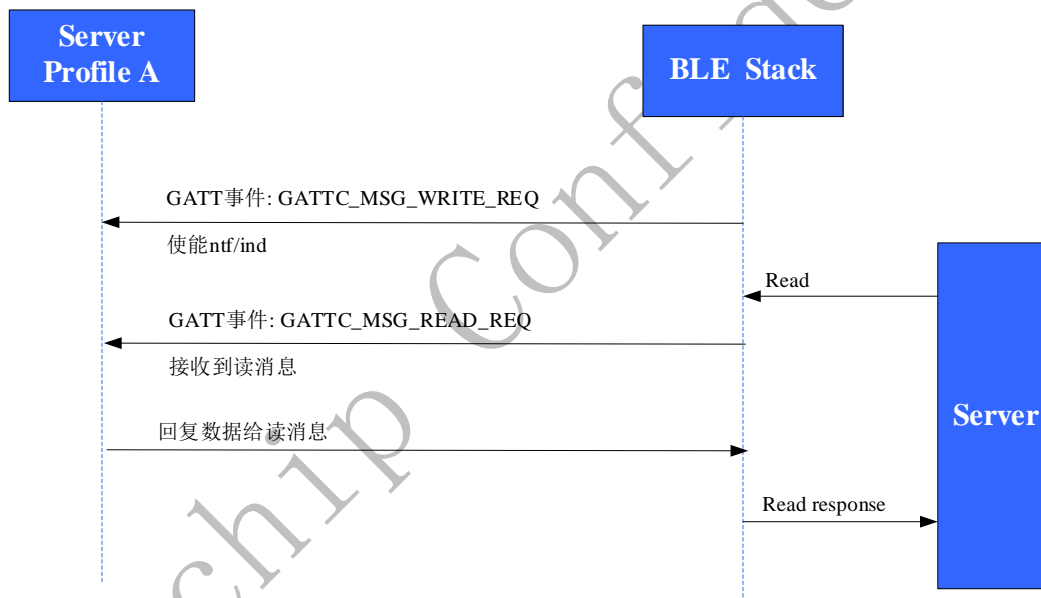 Server
Profile A
BLE Stack
GATT事件: GATTC_MSG_WRITE_REQ
使能ntf/ind
Read
GATT事件: GATTC_MSG_READ_REQ
接收到读消息
Server
回复数据给读消息
Read response
chip Conf